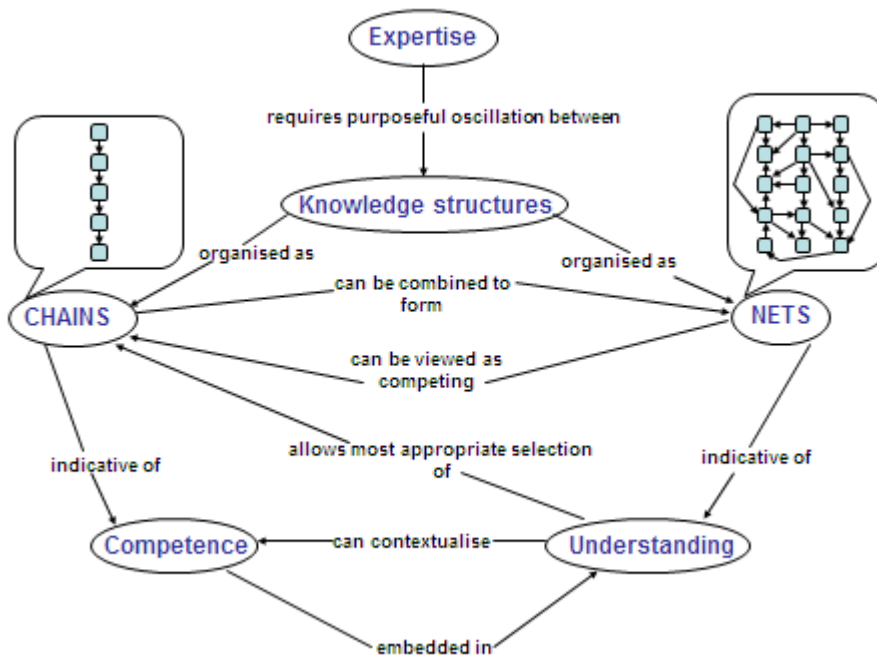 Expertise
requires purposeful oscillation between
Knowledge structures
organised as
organised as
can be combined to
form
CHAINS
NETS
can be viewed as
competing
allows most appropriate selection
of
indicative of
indicative of
Competence
can contextualise
Understanding
embedded in